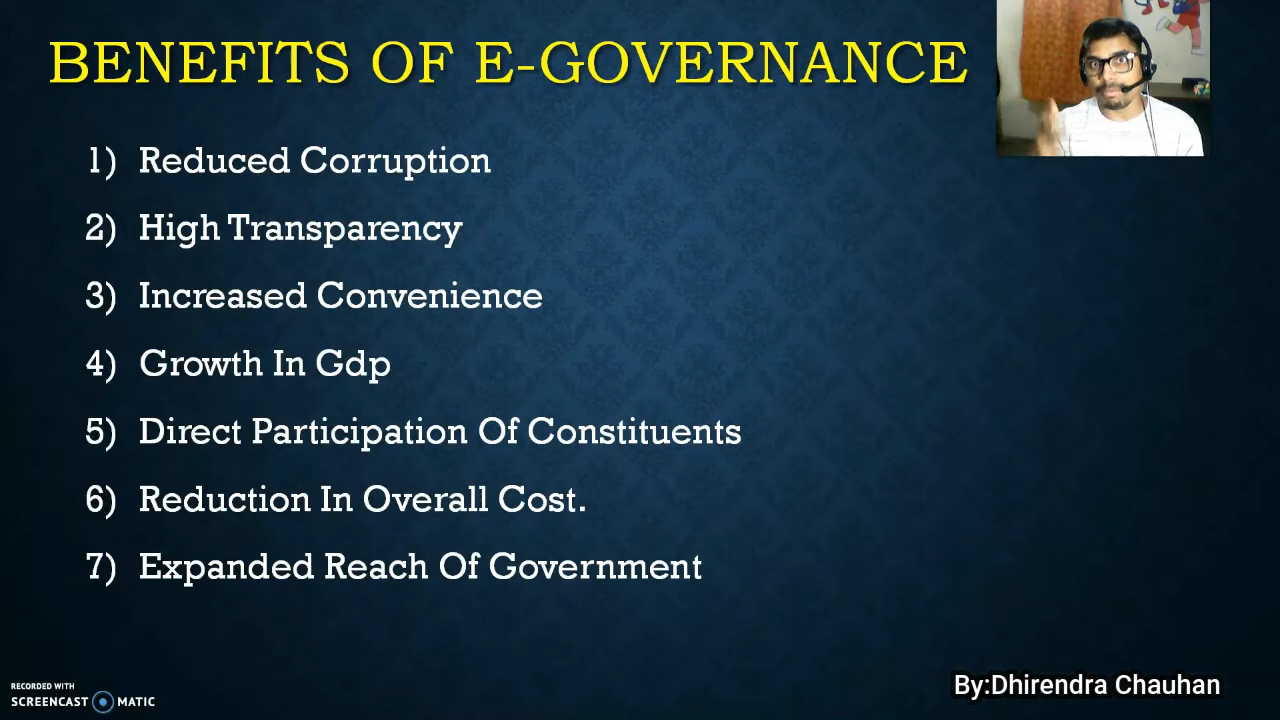 BENEFITS OF E-GOVERNANCE
1) Reduced Corruption
2) High Transparency
3) Increased Convenience
4) Growth In Gdp
5) Direct Participation Of Constituents
6) Reduction In Overall Cost.
7) Expanded Reach Of Government
By:Dhirendra Chauhan
RECORDED WITH
SCREENCAST MATIC